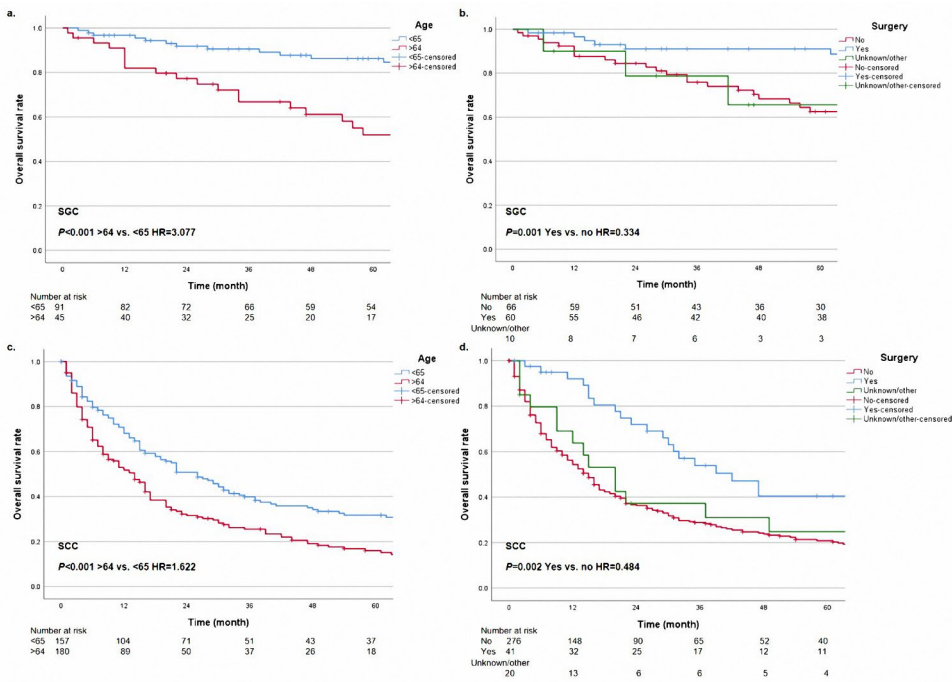 a.
Age
<65
>64
<65-censored
>64-censored
Overall survival rate
1.0
0.8
0.6
0.4
0.2
0.0
SGC
P<0.001 >64 vs. <65 HR=3.077
0 12 24 36 48 60
Time (month)
Number at risk
<65 91 82 72 66 59 54
>64 45 40 32 25 20 17
b.
Surgery
No
Yes
Unknown/other
No-censored
Yes-censored
Unknown/other-censored
Overall survival rate
1.0
0.8
0.6
0.4
0.2
0.0
SGC
P=0.001 Yes vs. no HR=0.334
0 12 24 36 48 60
Time (month)
Number at risk
No 66 59 51 43 36 30
Yes 60 55 46 42 40 38
Unknown/other
10 8 7 6 3 3
c.
Age
<65
>64
<65-censored
>64-censored
Overall survival rate
1.0
0.8
0.6
0.4
0.2
0.0
SCC
P<0.001 >64 vs. <65 HR=1.622
0 12 24 36 48 60
Time (month)
Number at risk
<65 157 104 71 51 43 37
>64 180 89 50 37 26 18
d.
Surgery
No
Yes
Unknown/other
No-censored
Yes-censored
Unknown/other-censored
Overall survival rate
1.0
0.8
0.6
0.4
0.2
0.0
SCC
P=0.002 Yes vs. no HR=0.484
0 12 24 36 48 60
Time (month)
Number at risk
No 276 148 90 65 52 40
Yes 41 32 25 17 12 11
Unknown/other
20 13 6 6 5 4